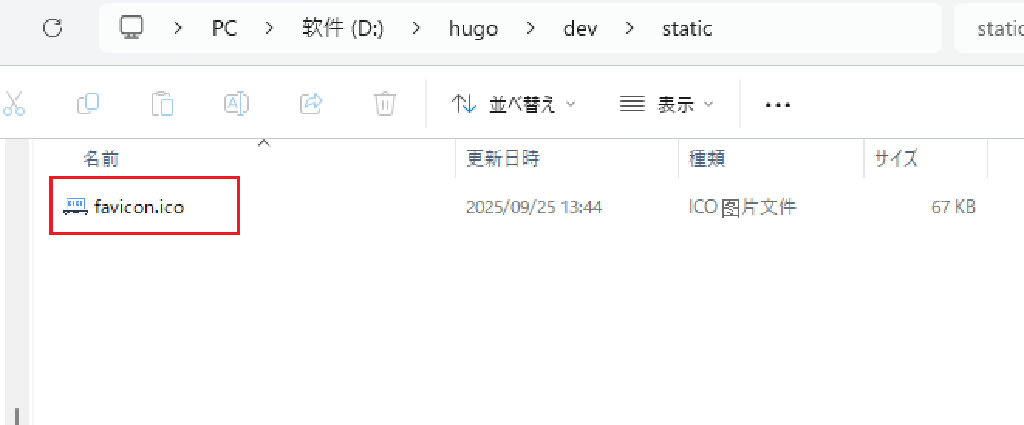 PC > 软件 (D:) > hugo > dev > static
static
並べ替え 表示 ...
名前 更新日時 種類 サイズ
favicon.ico 2025/09/25 13:44 ICO 图片文件 67 KB